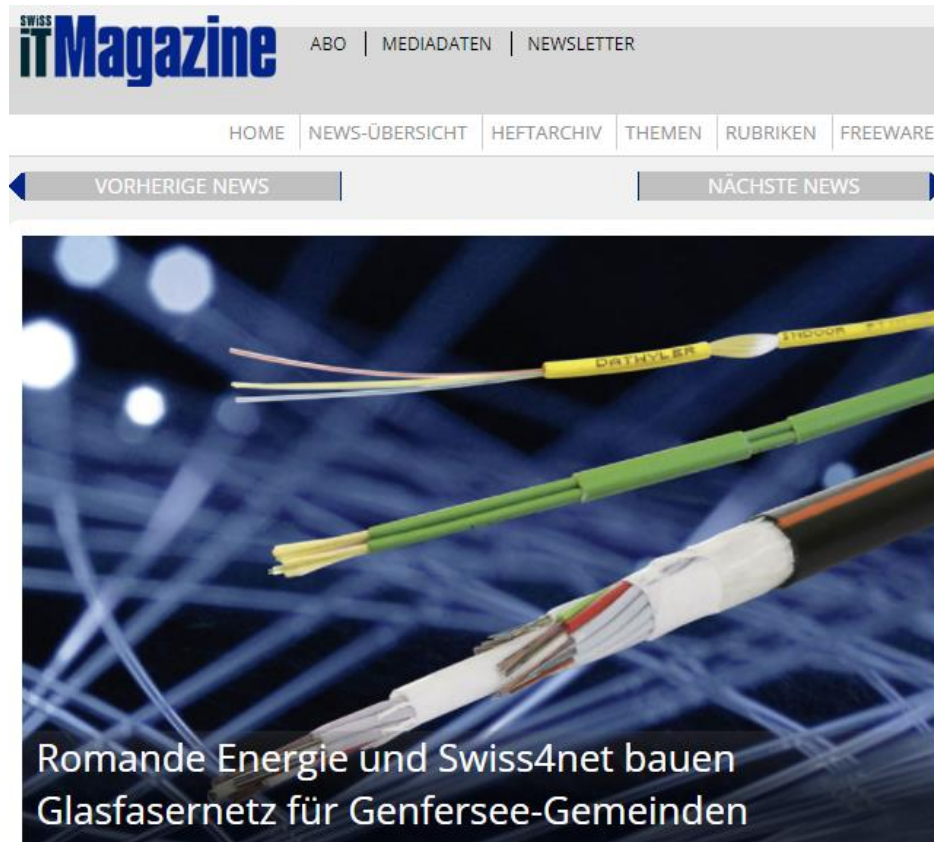 swiss
iTMagazine
ABO | MEDIADATEN | NEWSLETTER
HOME | NEWS-ÜBERSICHT | HEFTARCHIV | THEMEN | RUBRIKEN | FREEWARE
VORHERIGE NEWS
NÄCHSTE NEWS
DATWYLER INDOOR
Romande Energie und Swiss4net bauen
Glasfasernetz für Genfersee-Gemeinden